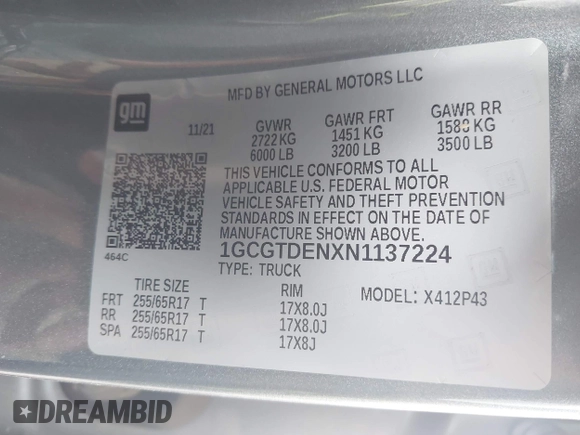 MFD BY GENERAL MOTORS LLC
gm
11/21
GVWR GAWR FRT GAWR RR
2722 KG 1451 KG 1588 KG
6000 LB 3200 LB 3500 LB
THIS VEHICLE CONFORMS TO ALL
APPLICABLE U.S. FEDERAL MOTOR
VEHICLE SAFETY AND THEFT PREVENTION
STANDARDS IN EFFECT ON THE DATE OF
MANUFACTURE SHOWN ABOVE.
464C
1GCGTDENXN1137224
TYPE: TRUCK
TIRE SIZE RIM MODEL: X412P43
FRT 255/65R17 T 17X8.0J
RR 255/65R17 T 17X8.0J
SPA 255/65R17 T 17X8J
DREAMBID